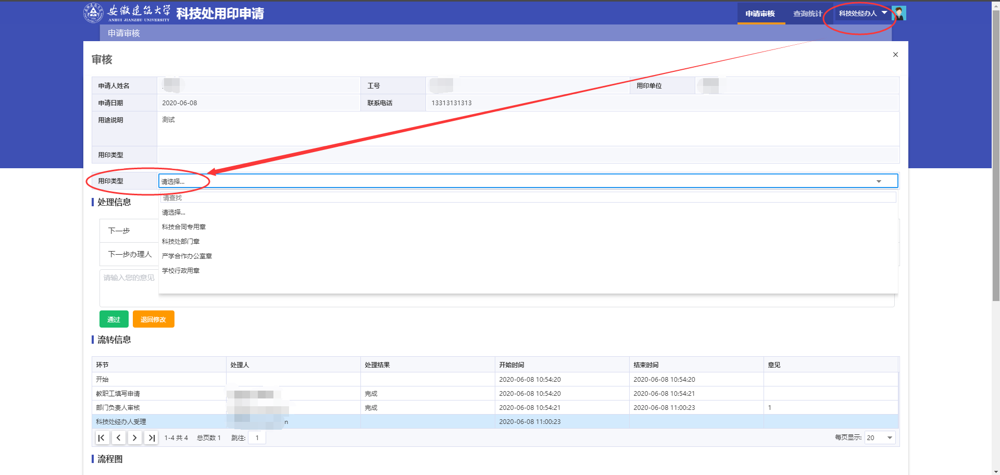 安徽建筑大学 科技处用印申请
ANHUI JIANZHU UNIVERSITY
申请审核 查询统计 科技处经办人
申请审核
审核
申请人姓名 工号 用印单位
申请日期 2020-06-08 联系电话 13313131313
用途说明 测试
用印类型
用印类型 请选择...
请查找
处理信息
请选择...
科技合同专用章
下一步
科技处部门章
下一步办理人 产学合作办公室章
学校行政用章
请输入您的意见
通过 退回修改
流转信息
环节 处理人 处理结果 开始时间 结束时间 意见
开始 2020-06-08 10:54:20 2020-06-08 10:54:20
教职工填写申请 完成 2020-06-08 10:54:20 2020-06-08 10:54:21
部门负责人审核 完成 2020-06-08 10:54:21 2020-06-08 11:00:23 1
科技处经办人受理 n 2020-06-08 11:00:23
1-4 共 4 总页数 1 跳往: 1 每页显示: 20
流程图